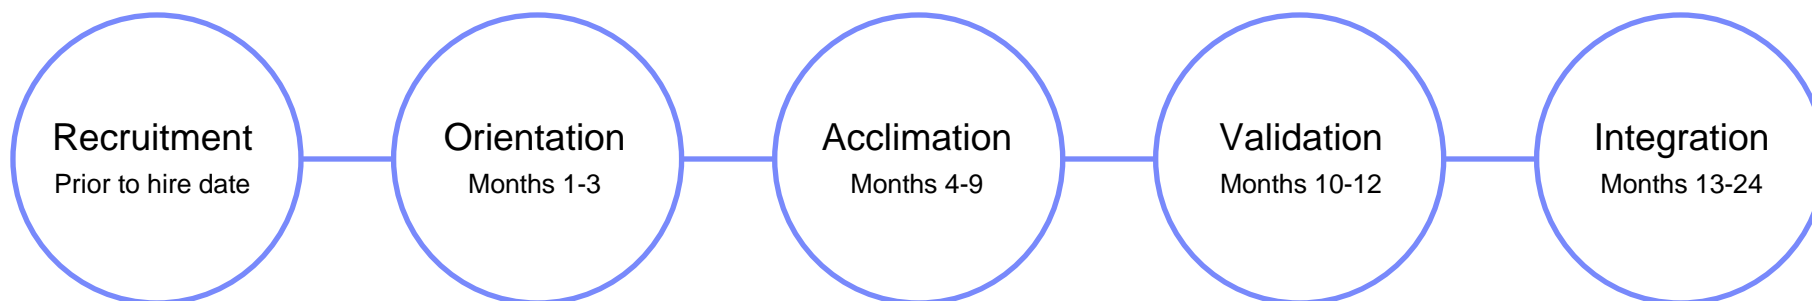 Recruitment
Prior to hire date
Orientation
Months 1-3
Acclimation
Months 4-9
Validation
Months 10-12
Integration
Months 13-24